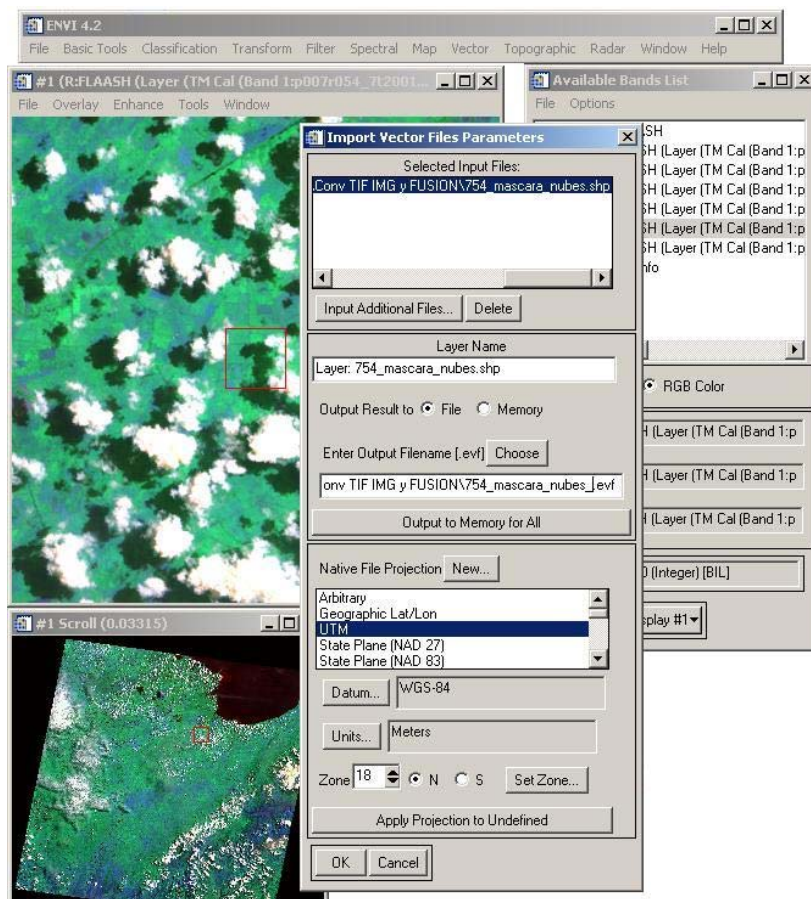 ENVI 4.2
File Basic Tools Classification Transform Filter Spectral Map Vector Topographic Radar Window Help
#1 (R:FLAASH (Layer (TM Cal (Band 1:p007r054_7t2001...
File Overlay Enhance Tools Window
Available Bands List
File Options
SH
SH (Layer (TM Cal (Band 1:p
SH (Layer (TM Cal (Band 1:p
SH (Layer (TM Cal (Band 1:p
SH (Layer (TM Cal (Band 1:p
SH (Layer (TM Cal (Band 1:p
SH (Layer (TM Cal (Band 1:p
nfo
RGB Color
H (Layer (TM Cal (Band 1:p
H (Layer (TM Cal (Band 1:p
H (Layer (TM Cal (Band 1:p
0 (Integer) [BIL]
splay #1
Import Vector Files Parameters
Selected Input Files:
.Conv TIF IMG y FUSION\754_mascara_nubes.shp
Input Additional Files... Delete
Layer Name
Layer: 754_mascara_nubes.shp
Output Result to File Memory
Enter Output Filename [.evf] Choose
onv TIF IMG y FUSION\754_mascara_nubes_.evf
Output to Memory for All
Native File Projection New...
Arbitrary
Geographic Lat/Lon
UTM
State Plane (NAD 27)
State Plane (NAD 83)
Datum... WGS-84
Units... Meters
Zone 18 N S Set Zone...
Apply Projection to Undefined
OK Cancel
#1 Scroll (0.03315)